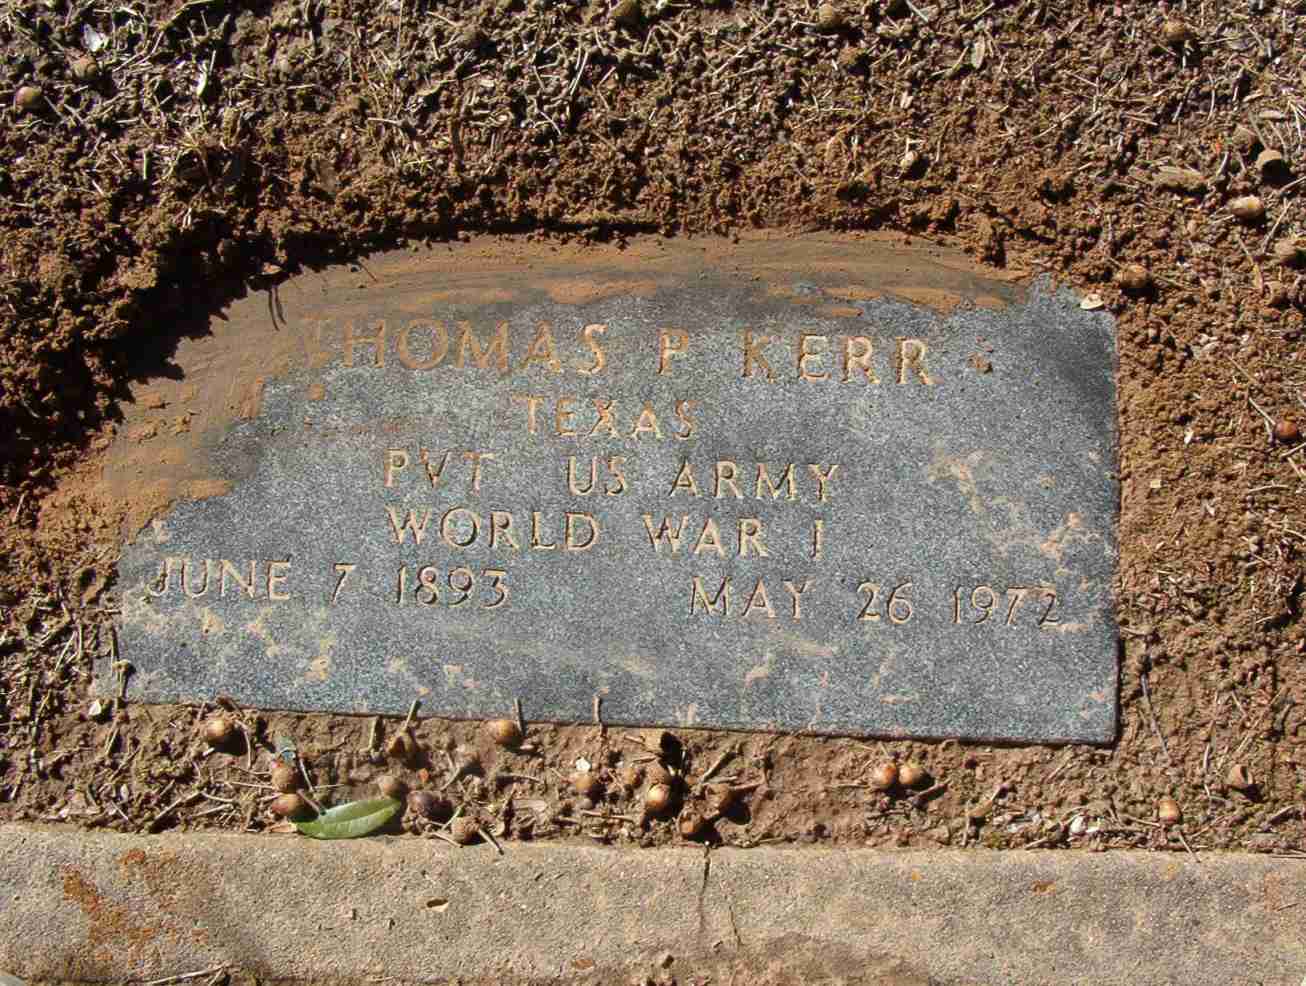 THOMAS P KERR
TEXAS
PVT US ARMY
WORLD WAR I
JUNE 7 1893 MAY 26 1972